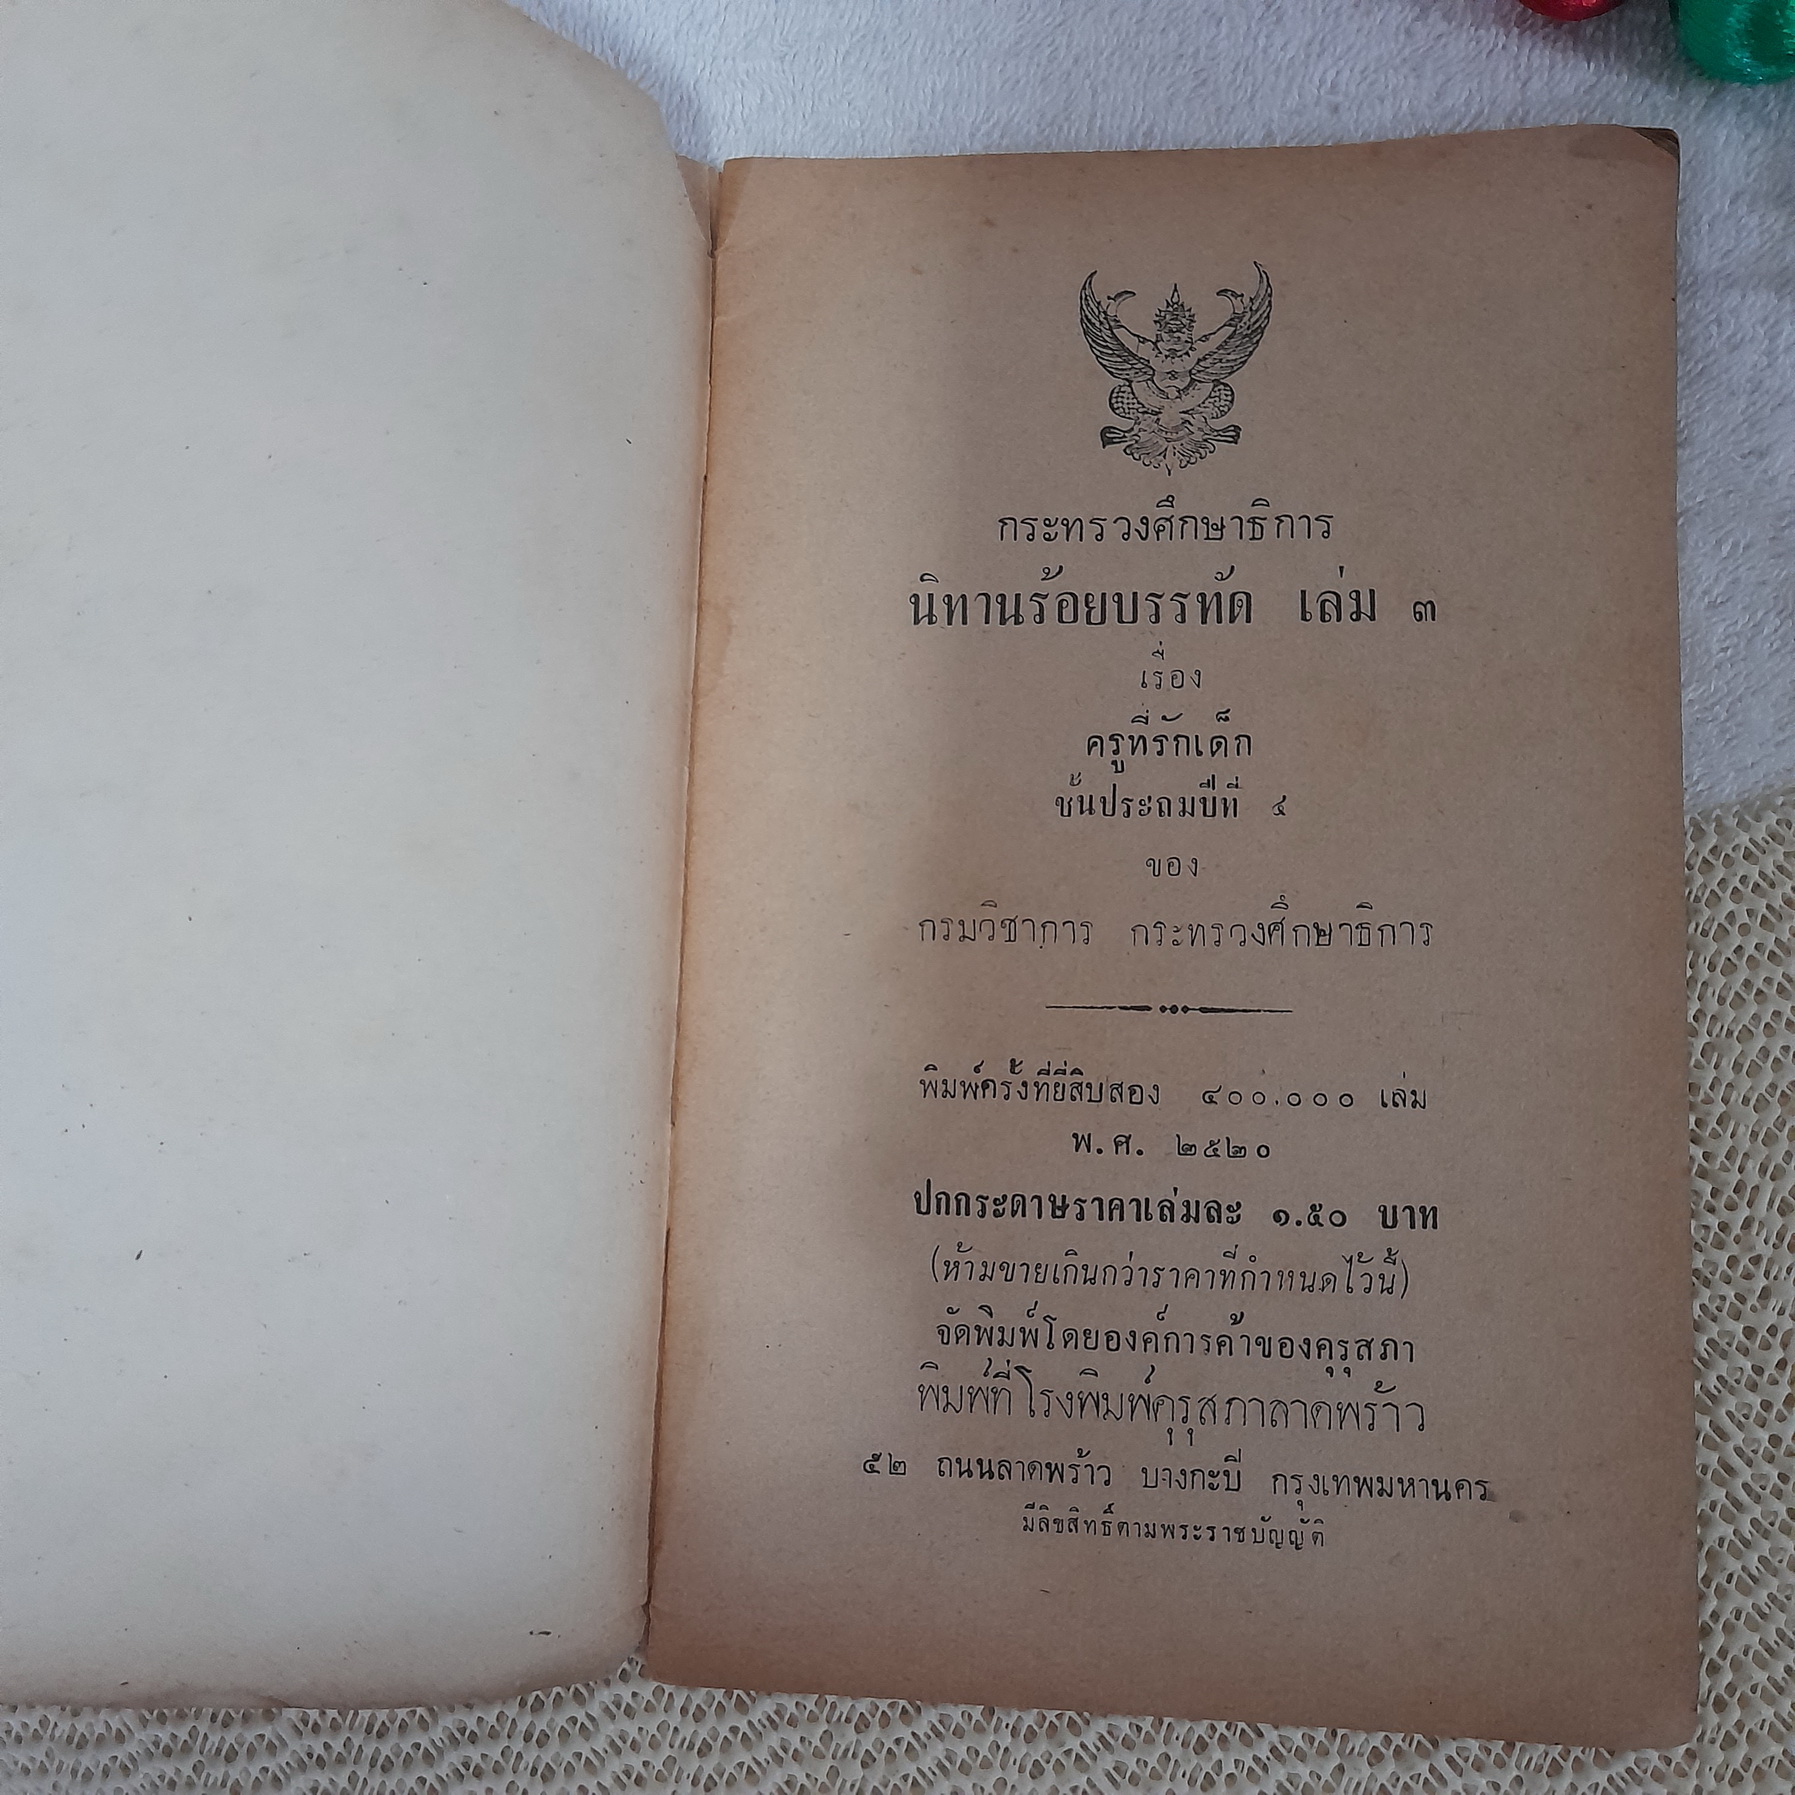 กระทรวงศึกษาธิการ
นิทานร้อยบรรทัด เล่ม ๓
เรื่อง
ครูที่รักเด็ก
ชั้นประถมปีที่ ๔
ของ
กรมวิชาการ กระทรวงศึกษาธิการ
พิมพ์ครั้งที่ยี่สิบสอง ๔๐๐.๐๐๐ เล่ม
พ.ศ. ๒๕๒๐
ปกกระดาษราคาเล่มละ ๑.๕๐ บาท
(ห้ามขายเกินกว่าราคาที่กำหนดไว้นี้)
จัดพิมพ์โดยองค์การค้าของคุรุสภา
พิมพ์ที่โรงพิมพ์คุรุสภาลาดพร้าว
๕๒ ถนนลาดพร้าว บางกะปี กรุงเทพมหานคร
มีลิขสิทธิ์ตามพระราชบัญญัติ